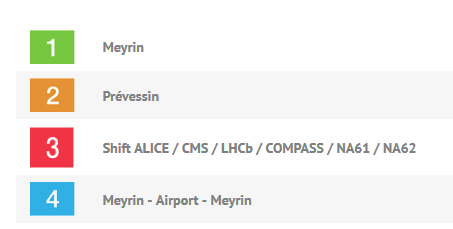 1 Meyrin
2 Prévessin
3 Shift ALICE / CMS / LHCb / COMPASS / NA61 / NA62
4 Meyrin - Airport - Meyrin